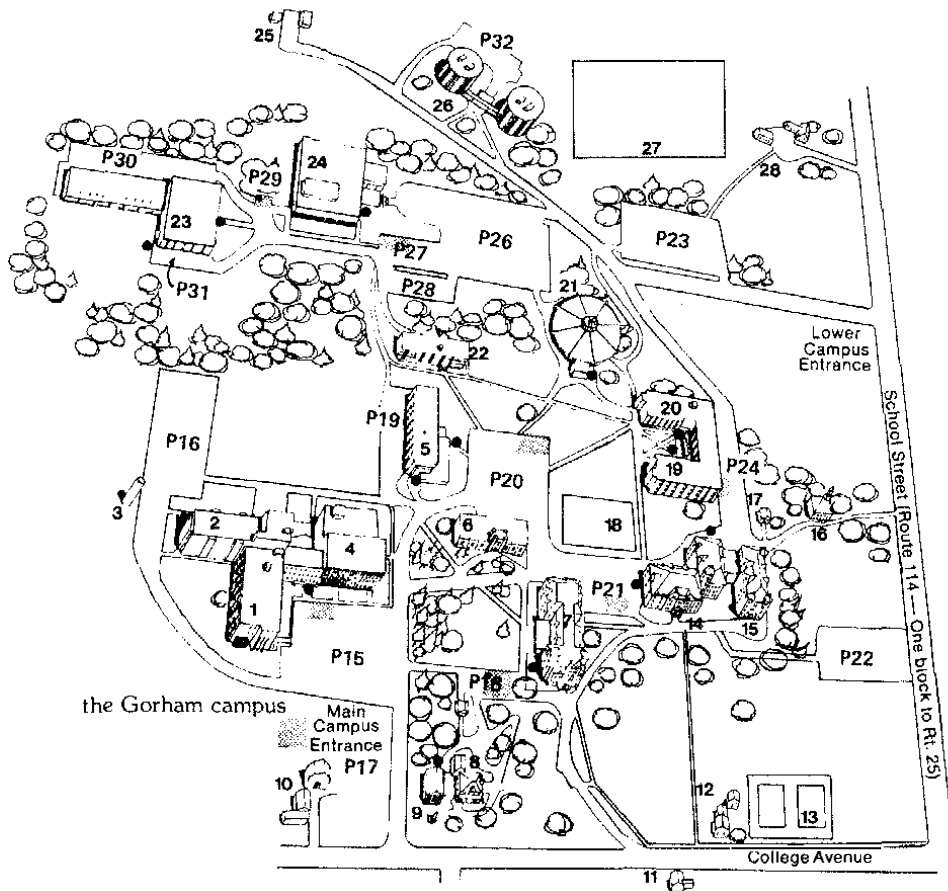 25
P32
26
27
28
P30
P29
24
23
P31
P27
P26
P23
P28
21
22
Lower
Campus
Entrance
School Street (Route 114 — One block to Rt. 25)
P16
P19
5
20
19
P24
P20
17
16
3
2
4
6
18
1
7
P21
14
15
P15
P18
P22
the Gorham campus
Main
Campus
Entrance
P17
10
8
9
12
13
College Avenue
11